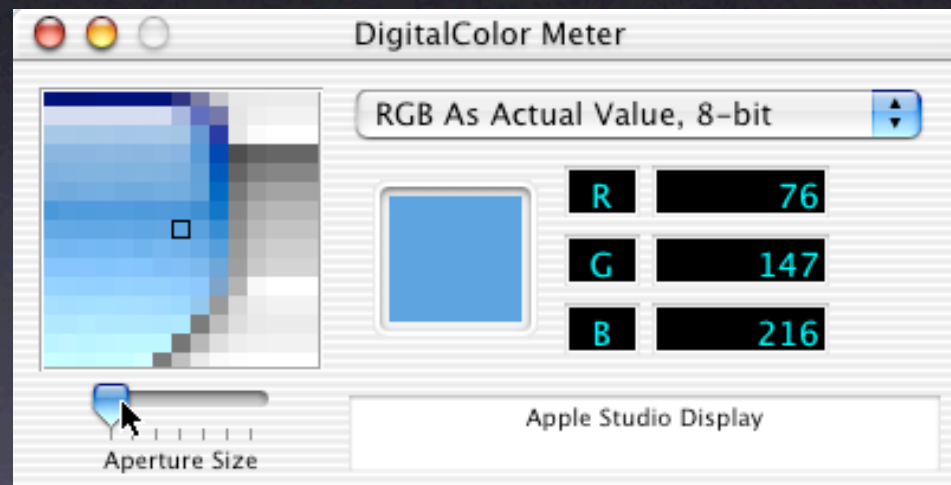 DigitalColor Meter
RGB As Actual Value, 8-bit
R 76
G 147
B 216
Apple Studio Display
Aperture Size